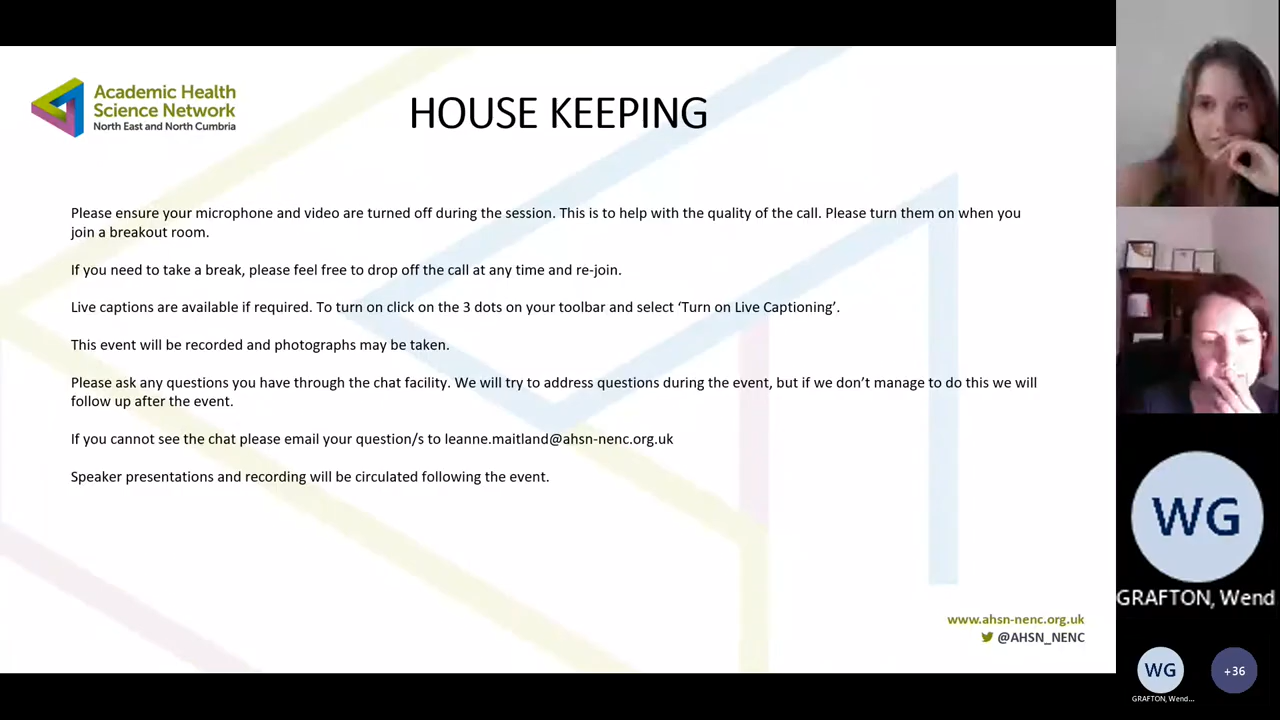 Academic Health
Science Network
North East and North Cumbria
HOUSE KEEPING
Please ensure your microphone and video are turned off during the session. This is to help with the quality of the call. Please turn them on when you
join a breakout room.
If you need to take a break, please feel free to drop off the call at any time and re-join.
Live captions are available if required. To turn on click on the 3 dots on your toolbar and select ‘Turn on Live Captioning’.
This event will be recorded and photographs may be taken.
Please ask any questions you have through the chat facility. We will try to address questions during the event, but if we don’t manage to do this we will
follow up after the event.
If you cannot see the chat please email your question/s to leanne.maitland@ahsn-nenc.org.uk
Speaker presentations and recording will be circulated following the event.
www.ahsn-nenc.org.uk
@AHSN_NENC
WG
GRAFTON, Wend
WG
GRAFTON, Wend...
+36